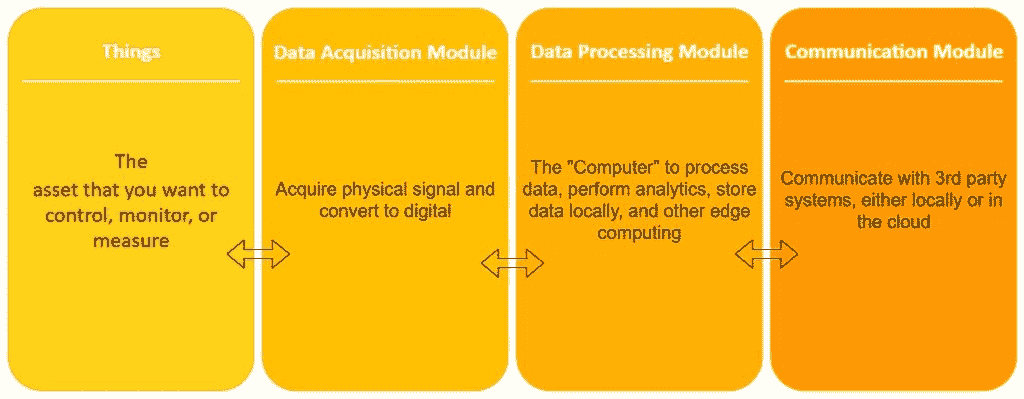 Things
The
asset that you want to
control, monitor, or
measure
Data Acquisition Module
Acquire physical signal and
convert to digital
Data Processing Module
The "Computer" to process
data, perform analytics, store
data locally, and other edge
computing
Communication Module
Communicate with 3rd party
systems, either locally or in
the cloud